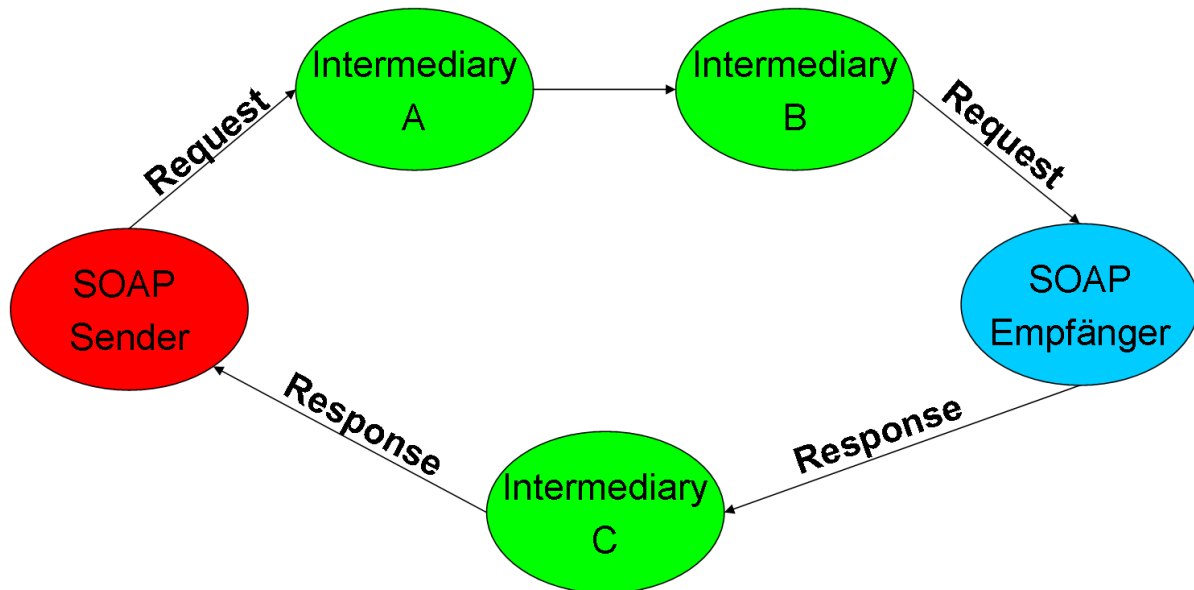 Intermediary
A
Intermediary
B
Request
Request
SOAP
Sender
SOAP
Empfänger
Response
Response
Intermediary
C